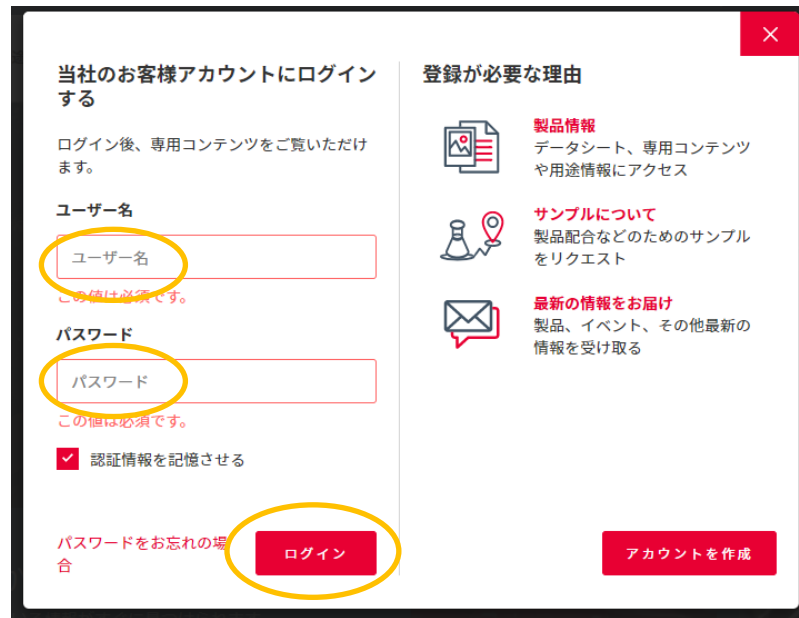 当社のお客様アカウントにログイン
する
ログイン後、専用コンテンツをご覧いただけ
ます。
ユーザー名
ユーザー名
この値は必須です。
パスワード
パスワード
この値は必須です。
認証情報を記憶させる
パスワードをお忘れの場
合
ログイン
登録が必要な理由
製品情報
データシート、専用コンテンツ
や用途情報にアクセス
サンプルについて
製品配合などのためのサンプル
をリクエスト
最新の情報をお届け
製品、イベント、その他最新の
情報を受け取る
アカウントを作成